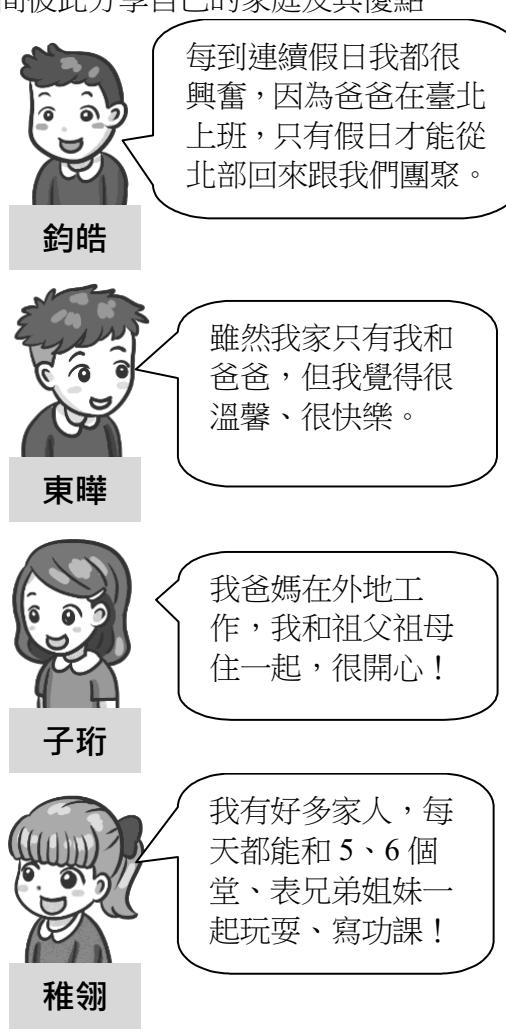 間彼此分享自己的家庭及其優點
每到連續假日我都很
興奮，因為爸爸在臺北
上班，只有假日才能從
北部回來跟我們團聚。
鈞皓
雖然我家只有我和
爸爸，但我覺得很
溫馨、很快樂。
東曄
我爸媽在外地工
作，我和祖父祖母
住一起，很開心！
子珩
我有好多家人，每
天都能和 5、6 個
堂、表兄弟姐妹一
起玩耍、寫功課！
稚翎